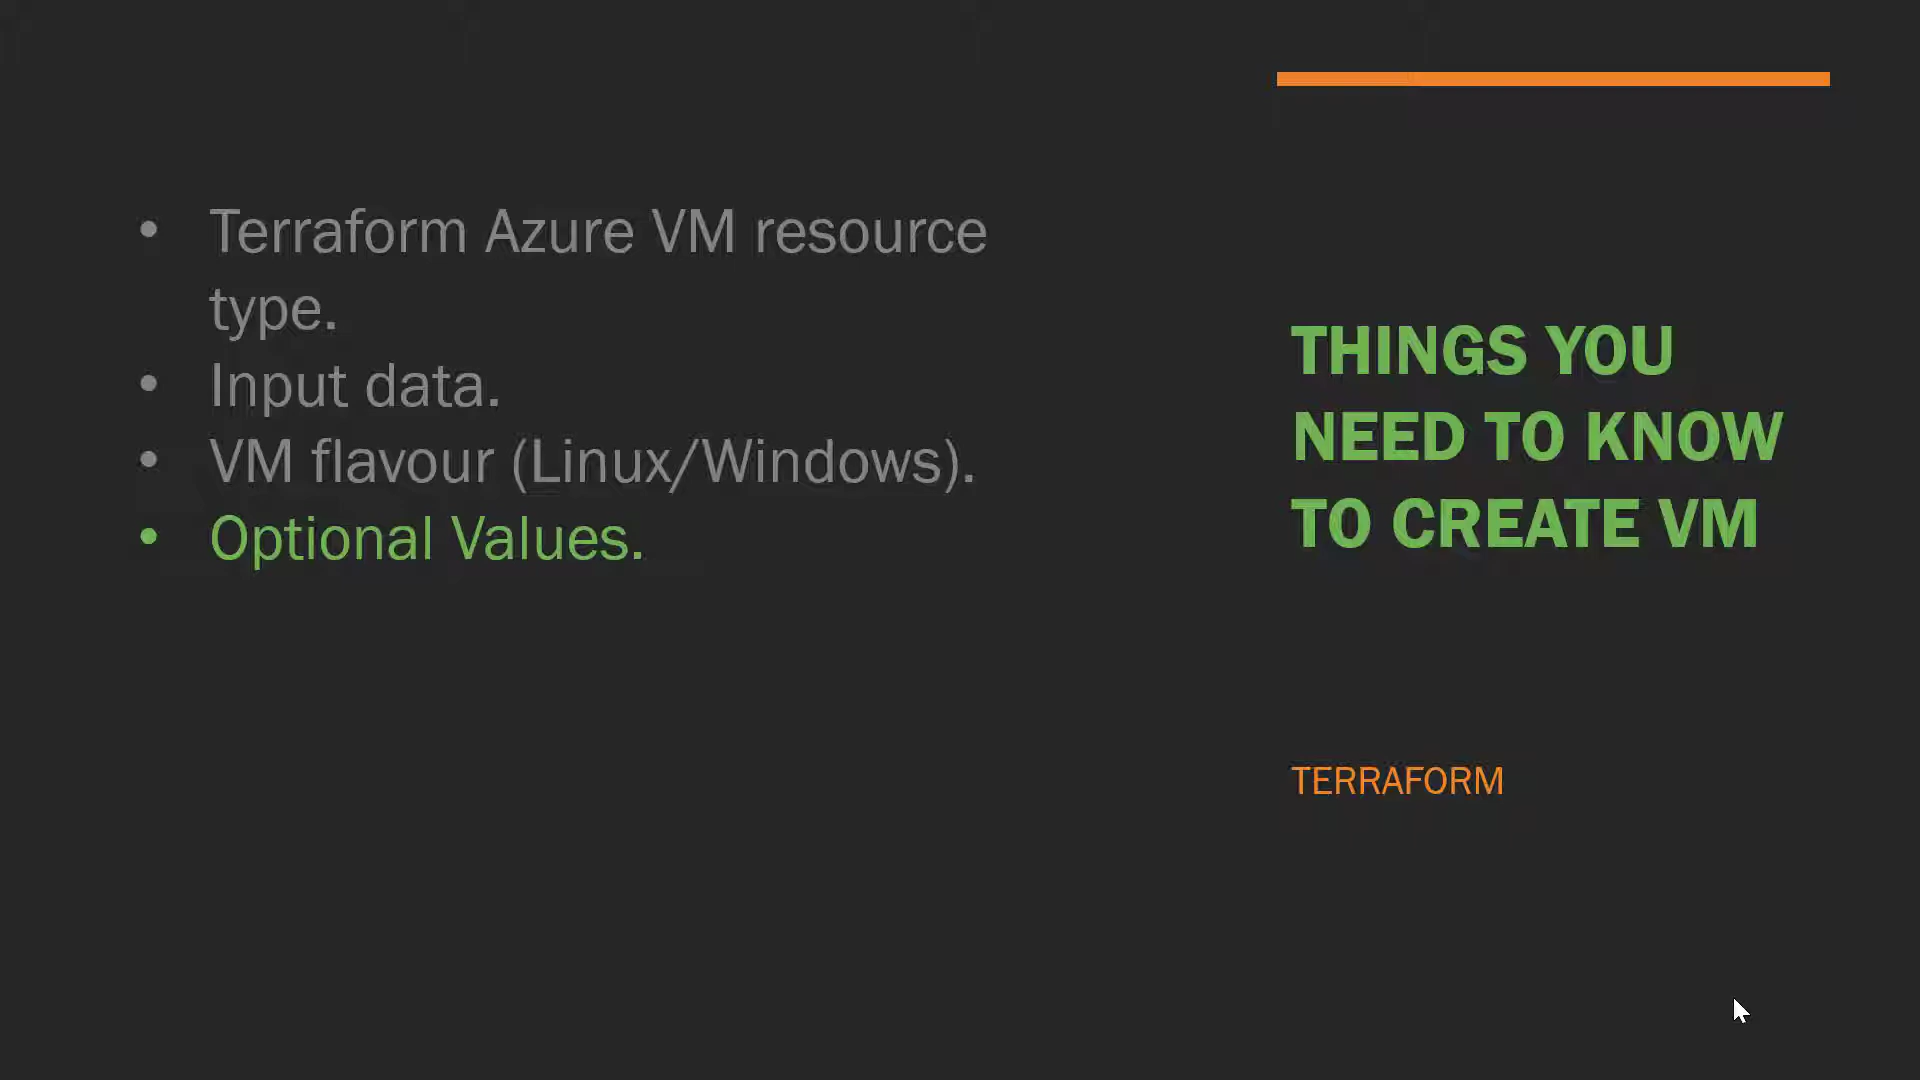 • Terraform Azure VM resource
type.
• Input data.
• VM flavour (Linux/Windows).
• Optional Values.
THINGS YOU
NEED TO KNOW
TO CREATE VM
TERRAFORM